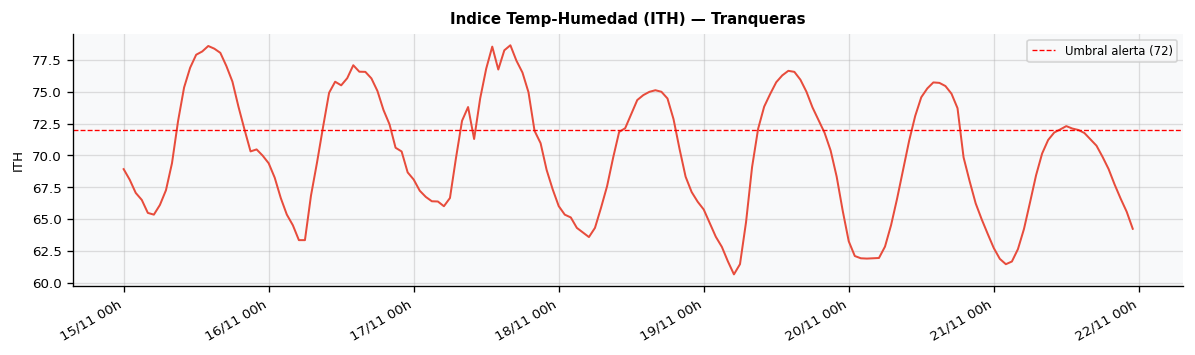 Indice Temp-Humedad (ITH) — Tranqueras
Umbral alerta (72)
ITH
77.5
75.0
72.5
70.0
67.5
65.0
62.5
60.0
15/11 00h
16/11 00h
17/11 00h
18/11 00h
19/11 00h
20/11 00h
21/11 00h
22/11 00h